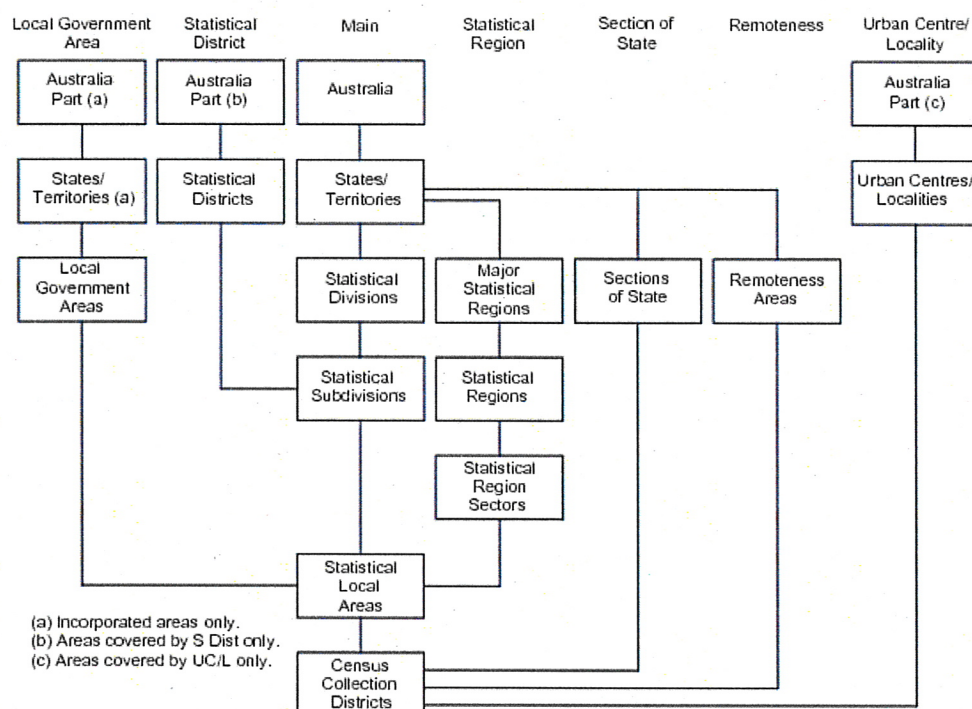 Local Government
Area
Statistical
District
Main
Statistical
Region
Section of
State
Remoteness
Urban Centre/
Locality
Australia
Part (a)
Australia
Part (b)
Australia
Australia
Part (c)
States/
Territories (a)
Statistical
Districts
States/
Territories
Urban Centres/
Localities
Local
Government
Areas
Statistical
Divisions
Major
Statistical
Regions
Sections
of State
Remoteness
Areas
Statistical
Subdivisions
Statistical
Regions
Statistical
Region
Sectors
Statistical
Local
Areas
(a) Incorporated areas only.
(b) Areas covered by S Dist only.
(c) Areas covered by UC/L only.
Census
Collection
Districts